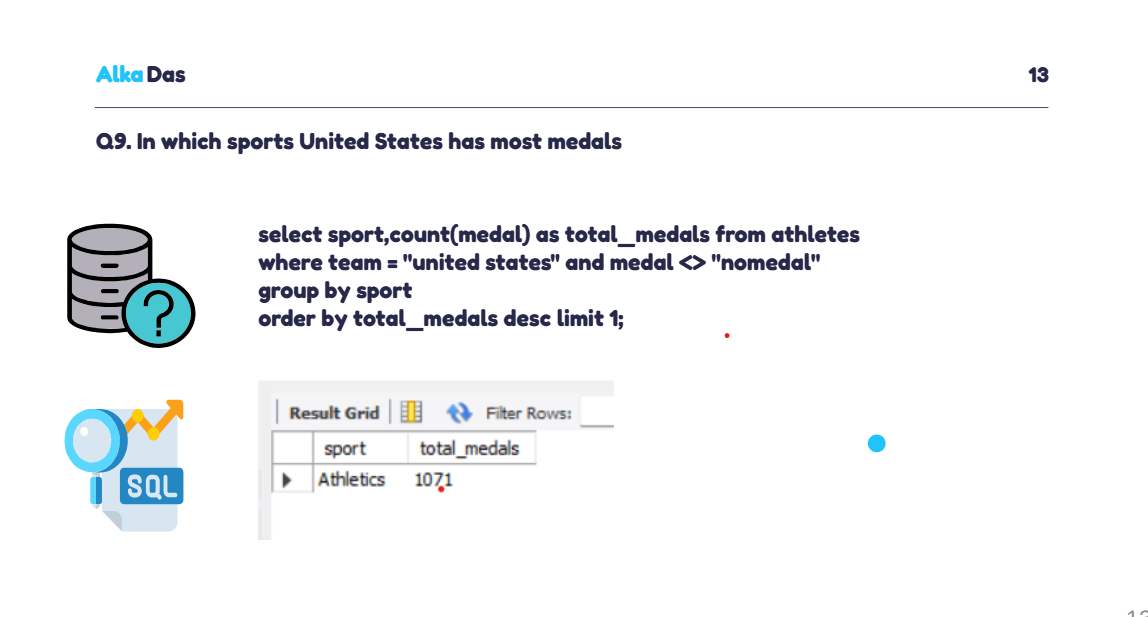 Alka Das
13
Q9. In which sports United States has most medals
select sport,count(medal) as total_medals from athletes
where team = "united states" and medal <> "nomedal"
group by sport
order by total_medals desc limit 1;
Result Grid Filter Rows:
sport total_medals
Athletics 1071
SQL